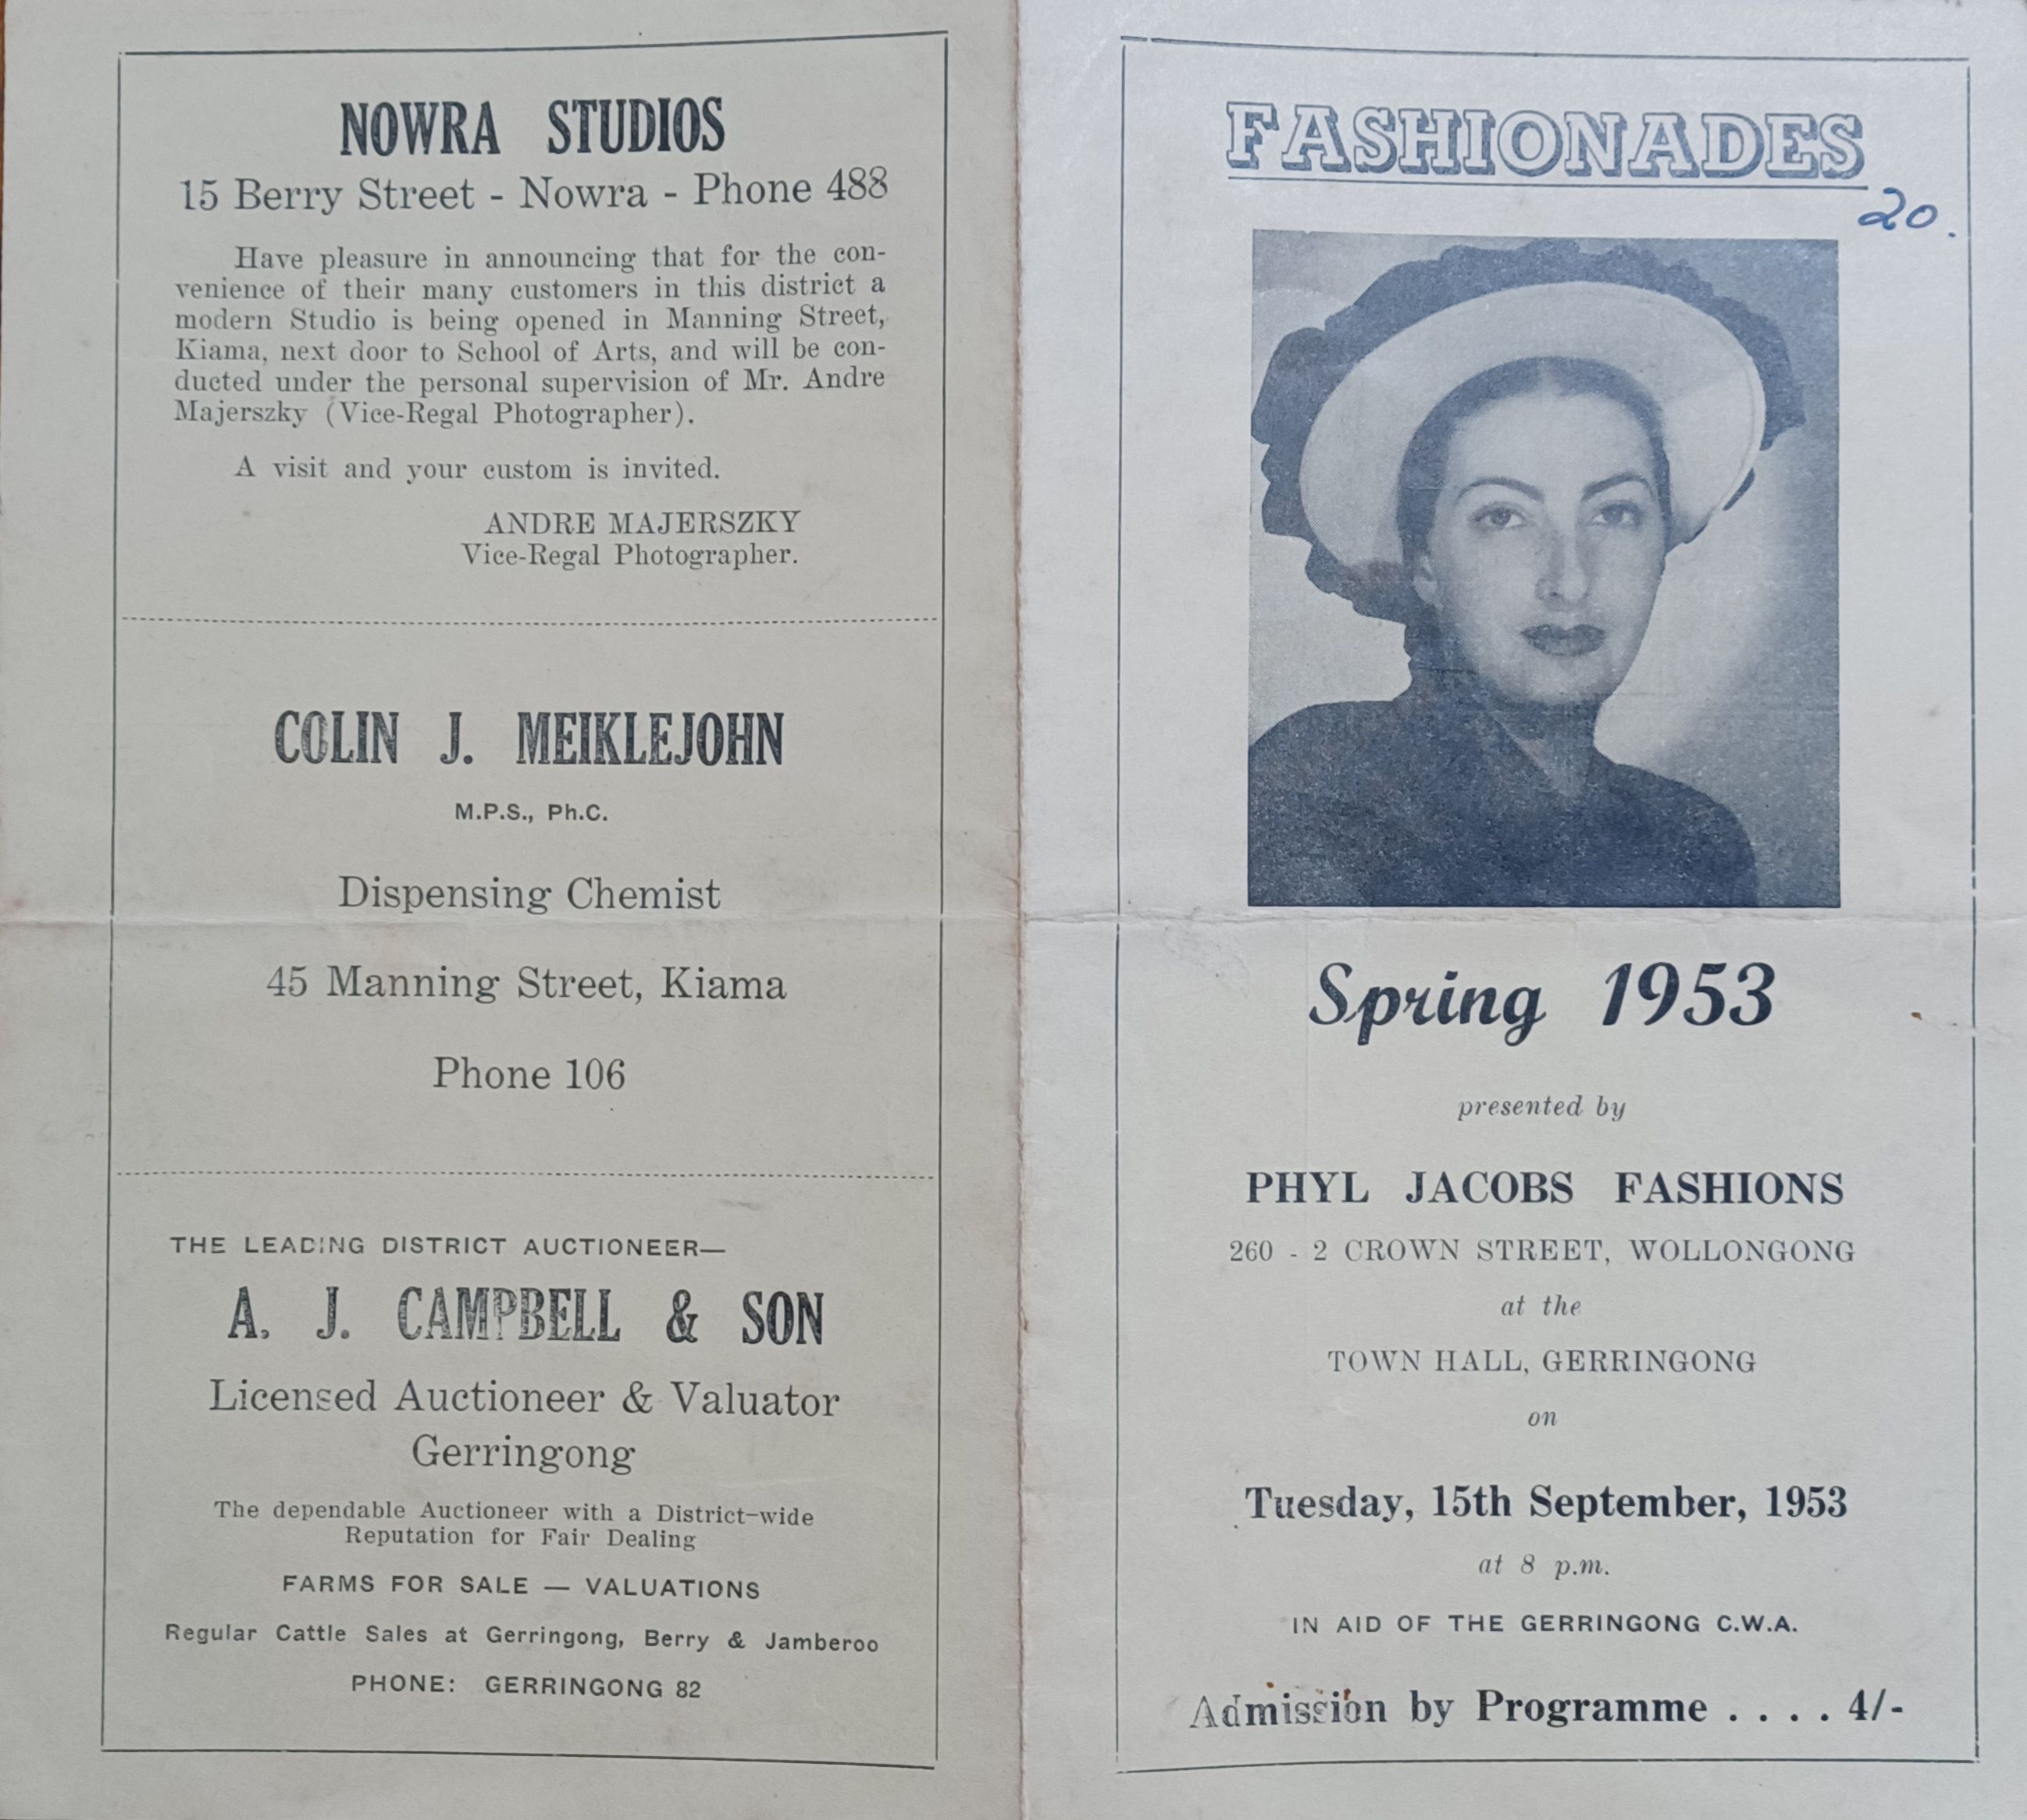 NOWRA STUDIOS
15 Berry Street - Nowra - Phone 488
Have pleasure in announcing that for the con-
venience of their many customers in this district a
modern Studio is being opened in Manning Street,
Kiama, next door to School of Arts, and will be con-
ducted under the personal supervision of Mr. Andre
Majerszky (Vice-Regal Photographer).
A visit and your custom is invited.
ANDRE MAJERSZKY
Vice-Regal Photographer.
COLIN J. MEIKLEJOHN
M.P.S., Ph.C.
Dispensing Chemist
45 Manning Street, Kiama
Phone 106
THE LEADING DISTRICT AUCTIONEER—
A. J. CAMPBELL & SON
Licensed Auctioneer & Valuator
Gerringong
The dependable Auctioneer with a District-wide
Reputation for Fair Dealing
FARMS FOR SALE — VALUATIONS
Regular Cattle Sales at Gerringong, Berry & Jamberoo
PHONE: GERRINGONG 82
FASHIONADES
20.
Spring 1953
presented by
PHYL JACOBS FASHIONS
260 - 2 CROWN STREET, WOLLONGONG
at the
TOWN HALL, GERRINGONG
on
Tuesday, 15th September, 1953
at 8 p.m.
IN AID OF THE GERRINGONG C.W.A.
Admission by Programme . . . . 4/-